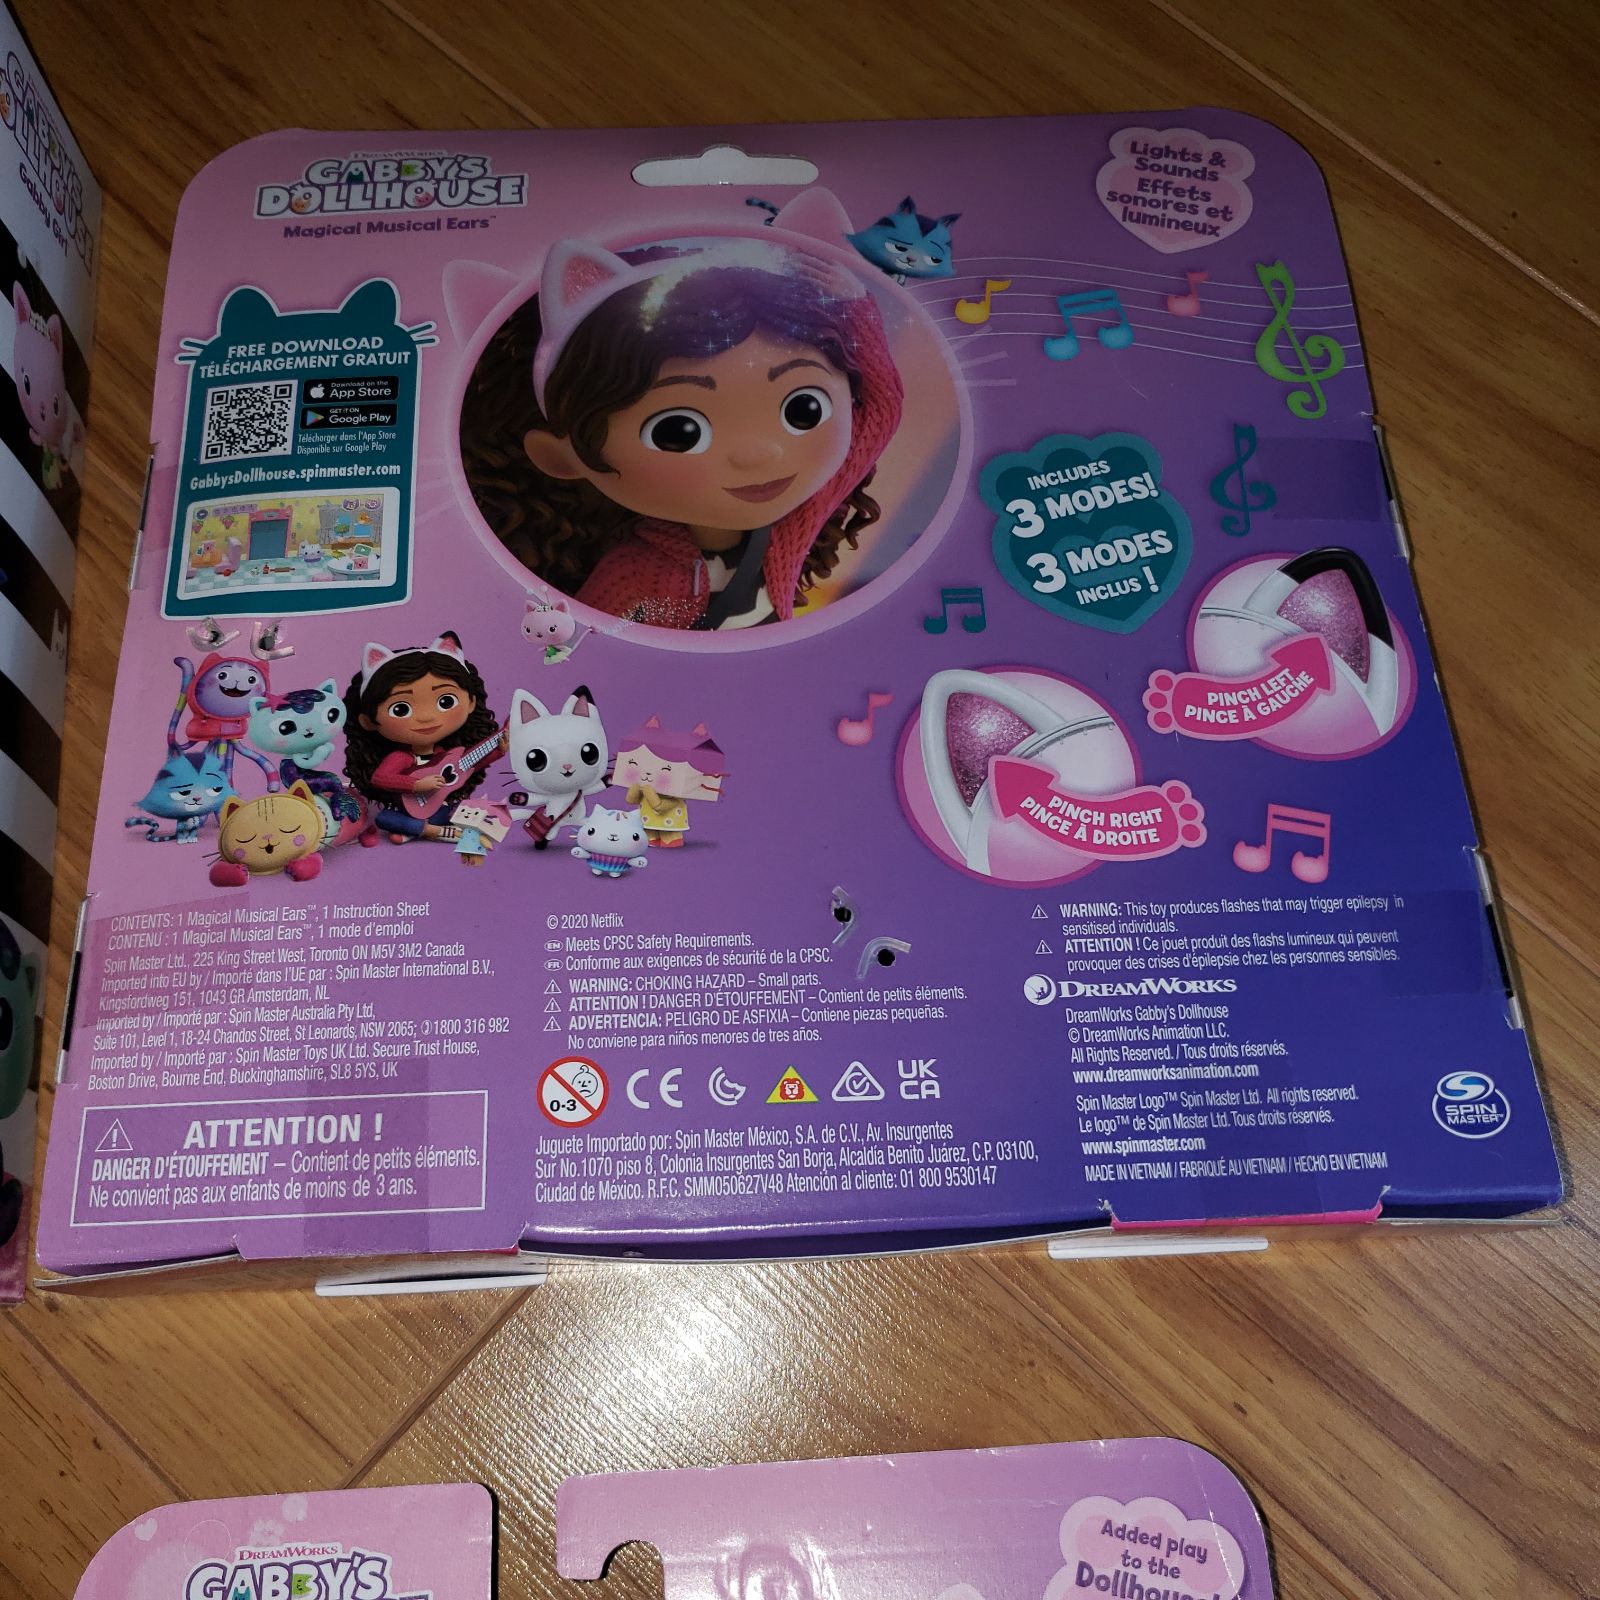 DREAMWORKS
GABBY'S
DOLLHOUSE
Magical Musical Ears™
Lights &
Sounds
Effets
sonores et
lumineux
FREE DOWNLOAD
TÉLÉCHARGEMENT GRATUIT
Download on the
App Store
GET IT ON
Google Play
Télécharger dans l'App Store
Disponible sur Google Play
GabbysDollhouse.spinmaster.com
INCLUDES
3 MODES!
3 MODES
INCLUS !
PINCH LEFT
PINCE À GAUCHE
PINCH RIGHT
PINCE À DROITE
CONTENTS: 1 Magical Musical Ears™, 1 Instruction Sheet
CONTENU : 1 Magical Musical Ears™, 1 mode d'emploi
Spin Master Ltd., 225 King Street West, Toronto ON M5V 3M2 Canada
Imported into EU by / Importé dans l'UE par : Spin Master International B.V.,
Kingsfordweg 151, 1043 GR Amsterdam, NL
Imported by / Importé par : Spin Master Australia Pty Ltd,
Suite 101, Level 1, 18-24 Chandos Street, St Leonards, NSW 2065; 1800 316 982
Imported by / Importé par : Spin Master Toys UK Ltd. Secure Trust House,
Boston Drive, Bourne End, Buckinghamshire, SL8 5YS, UK
ATTENTION !
DANGER D'ÉTOUFFEMENT – Contient de petits éléments.
Ne convient pas aux enfants de moins de 3 ans.
© 2020 Netflix
EN Meets CPSC Safety Requirements.
FR Conforme aux exigences de sécurité de la CPSC.
WARNING: CHOKING HAZARD – Small parts.
ATTENTION ! DANGER D'ÉTOUFFEMENT – Contient de petits éléments.
ADVERTENCIA: PELIGRO DE ASFIXIA – Contiene piezas pequeñas.
No conviene para niños menores de tres años.
0-3
CE
UK
CA
Juguete Importado por: Spin Master México, S.A. de C.V., Av. Insurgentes
Sur No.1070 piso 8, Colonia Insurgentes San Borja, Alcaldía Benito Juárez, C.P. 03100,
Ciudad de México. R.F.C. SMM050627V48 Atención al cliente: 01 800 9530147
WARNING: This toy produces flashes that may trigger epilepsy in
sensitised individuals.
ATTENTION ! Ce jouet produit des flashs lumineux qui peuvent
provoquer des crises d'épilepsie chez les personnes sensibles.
DREAMWORKS
DreamWorks Gabby's Dollhouse
© DreamWorks Animation LLC.
All Rights Reserved. / Tous droits réservés.
www.dreamworksanimation.com
Spin Master Logo™ Spin Master Ltd. All rights reserved.
Le logo™ de Spin Master Ltd. Tous droits réservés.
www.spinmaster.com
MADE IN VIETNAM / FABRIQUÉ AU VIETNAM / HECHO EN VIETNAM
SPIN
MASTER™
Gabby Girl
DREAMWORKS
GABBY'S
Added play
to the
Dollhouse!